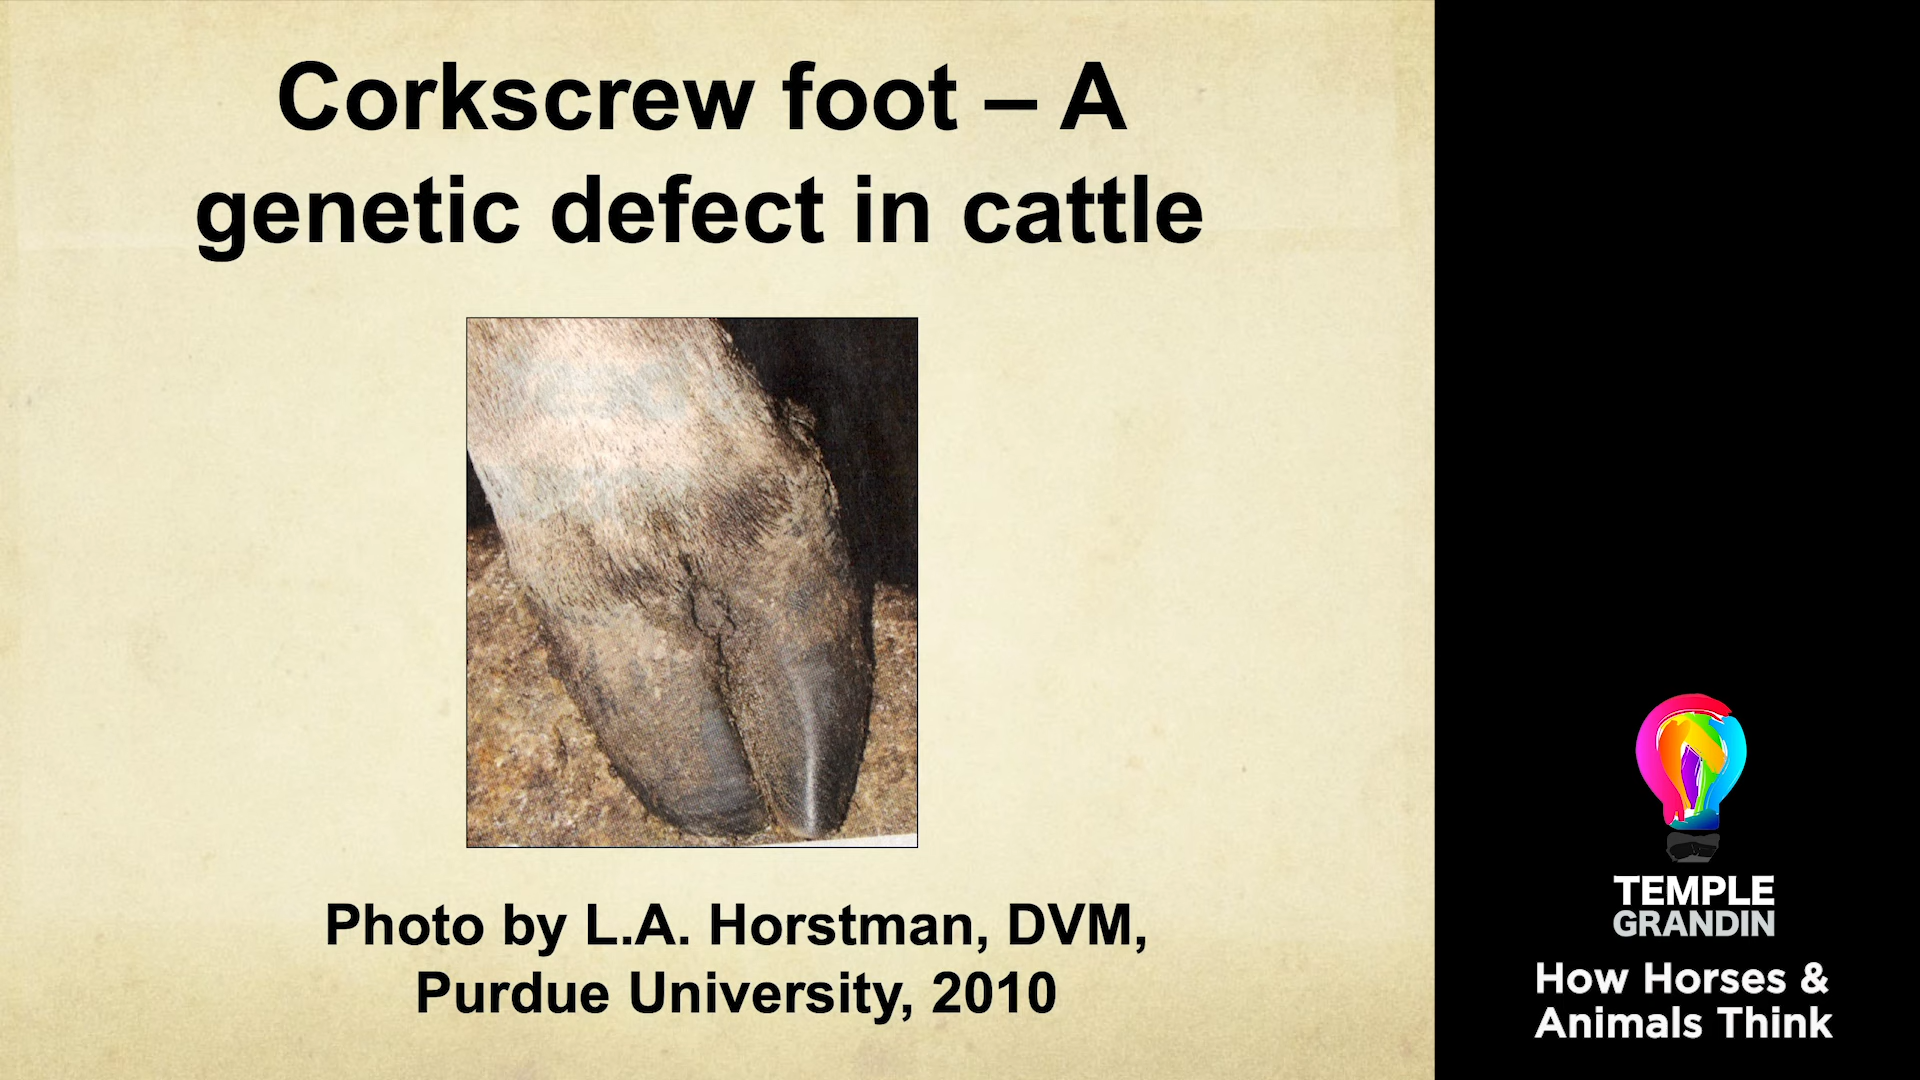 Corkscrew foot – A
genetic defect in cattle
Photo by L.A. Horstman, DVM,
Purdue University, 2010
TEMPLE
GRANDIN
How Horses &
Animals Think